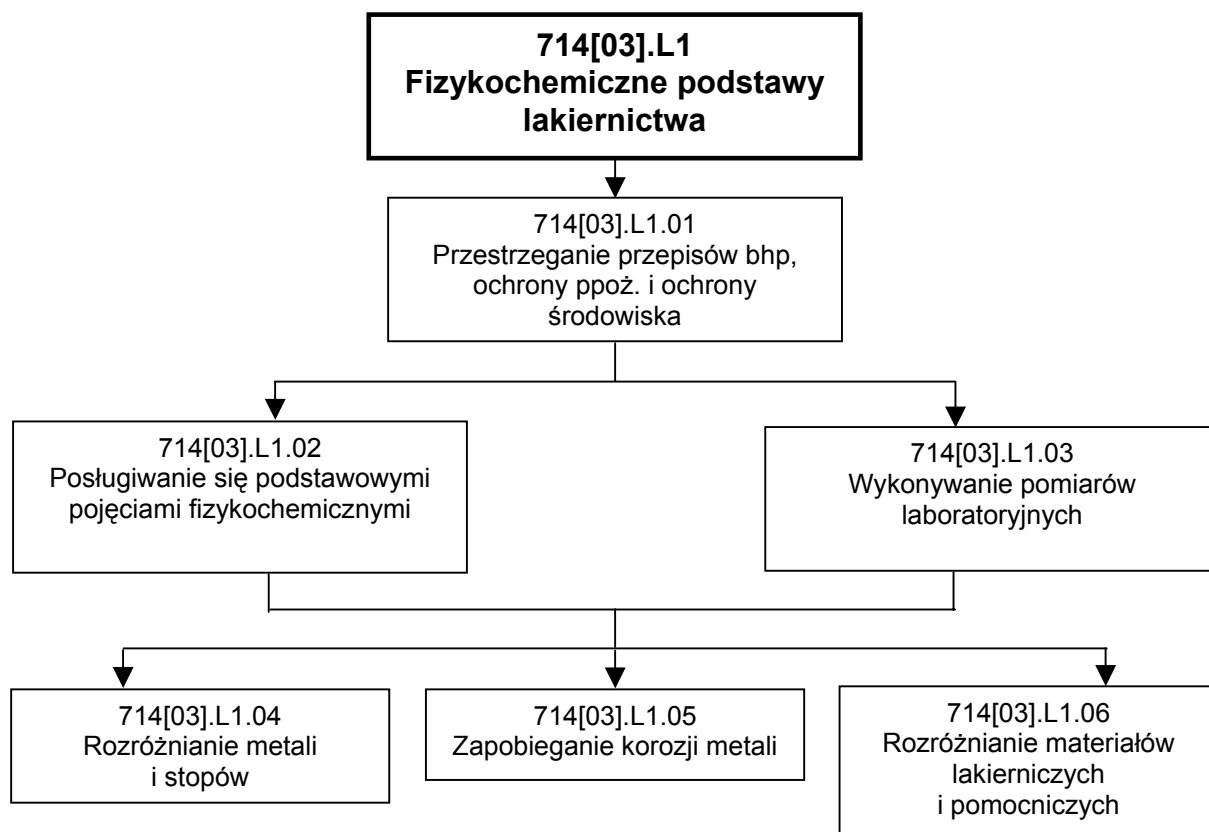 714[03].L1
Fizykochemiczne podstawy
lakiernictwa
714[03].L1.01
Przestrzeganie przepisów bhp,
ochrony ppoż. i ochrony
środowiska
714[03].L1.02
Posługiwanie się podstawowymi
pojęciami fizykochemicznymi
714[03].L1.03
Wykonywanie pomiarów
laboratoryjnych
714[03].L1.04
Rozróżnianie metali
i stopów
714[03].L1.05
Zapobieganie korozji metali
714[03].L1.06
Rozróżnianie materiałów
lakierniczych
i pomocniczych